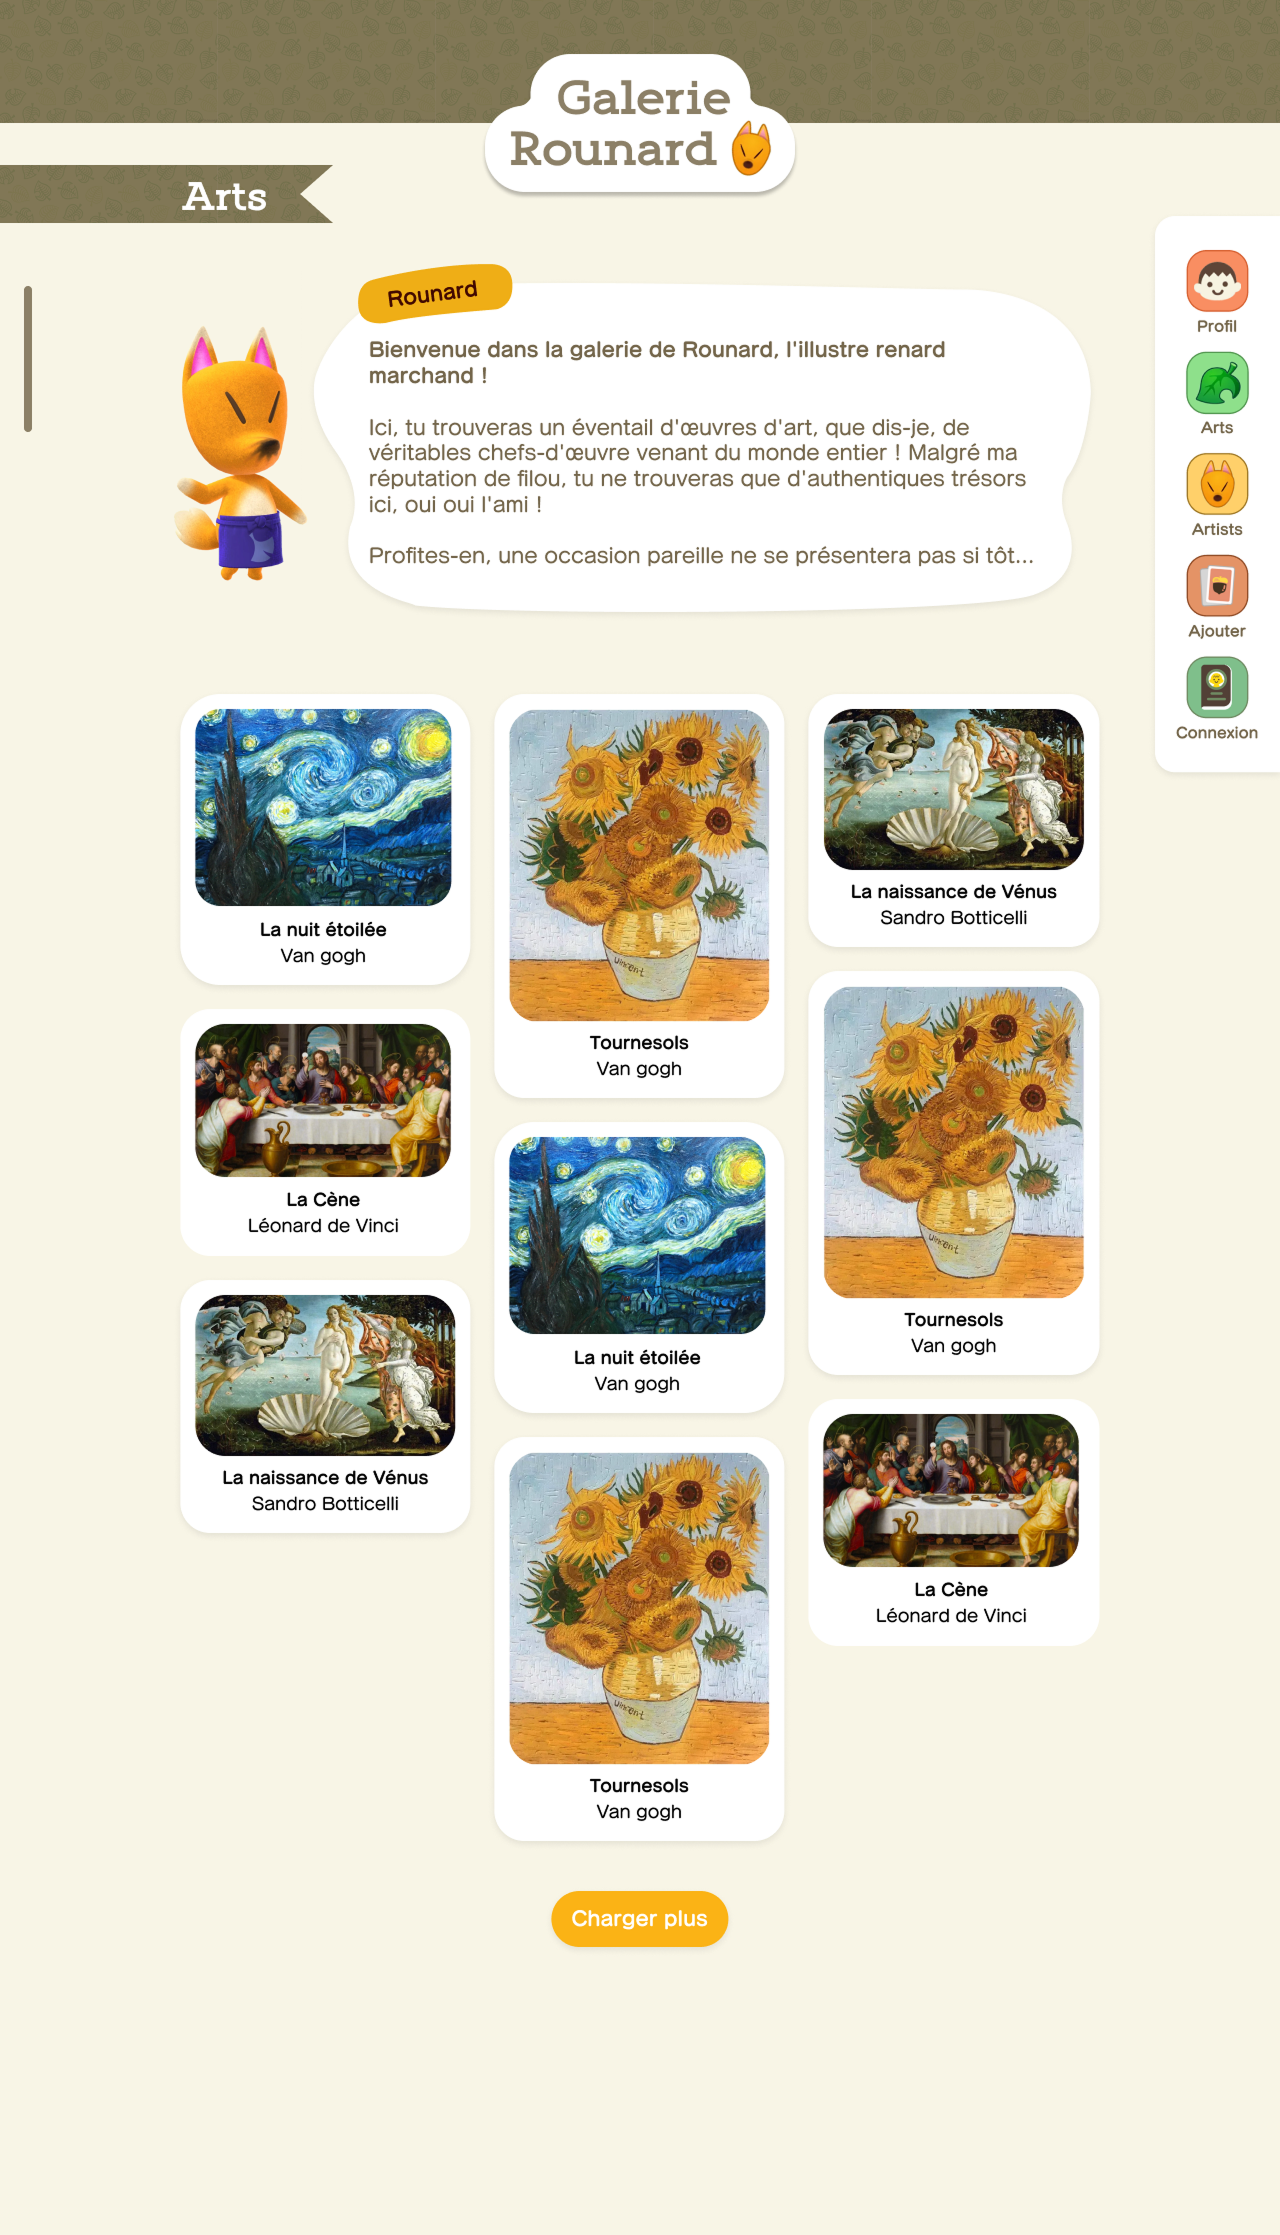 Galerie
Rounard
Arts
Rounard
Bienvenue dans la galerie de Rounard, l'illustre renard
marchand !
Ici, tu trouveras un éventail d'œuvres d'art, que dis-je, de
véritables chefs-d'œuvre venant du monde entier ! Malgré ma
réputation de filou, tu ne trouveras que d'authentiques trésors
ici, oui oui l'ami !
Profites-en, une occasion pareille ne se présentera pas si tôt...
Profil
Arts
Artists
Ajouter
Connexion
La nuit étoilée
Van gogh
La Cène
Léonard de Vinci
La naissance de Vénus
Sandro Botticelli
Vincent
Tournesols
Van gogh
La nuit étoilée
Van gogh
Vincent
Tournesols
Van gogh
La naissance de Vénus
Sandro Botticelli
Vincent
Tournesols
Van gogh
La Cène
Léonard de Vinci
Charger plus